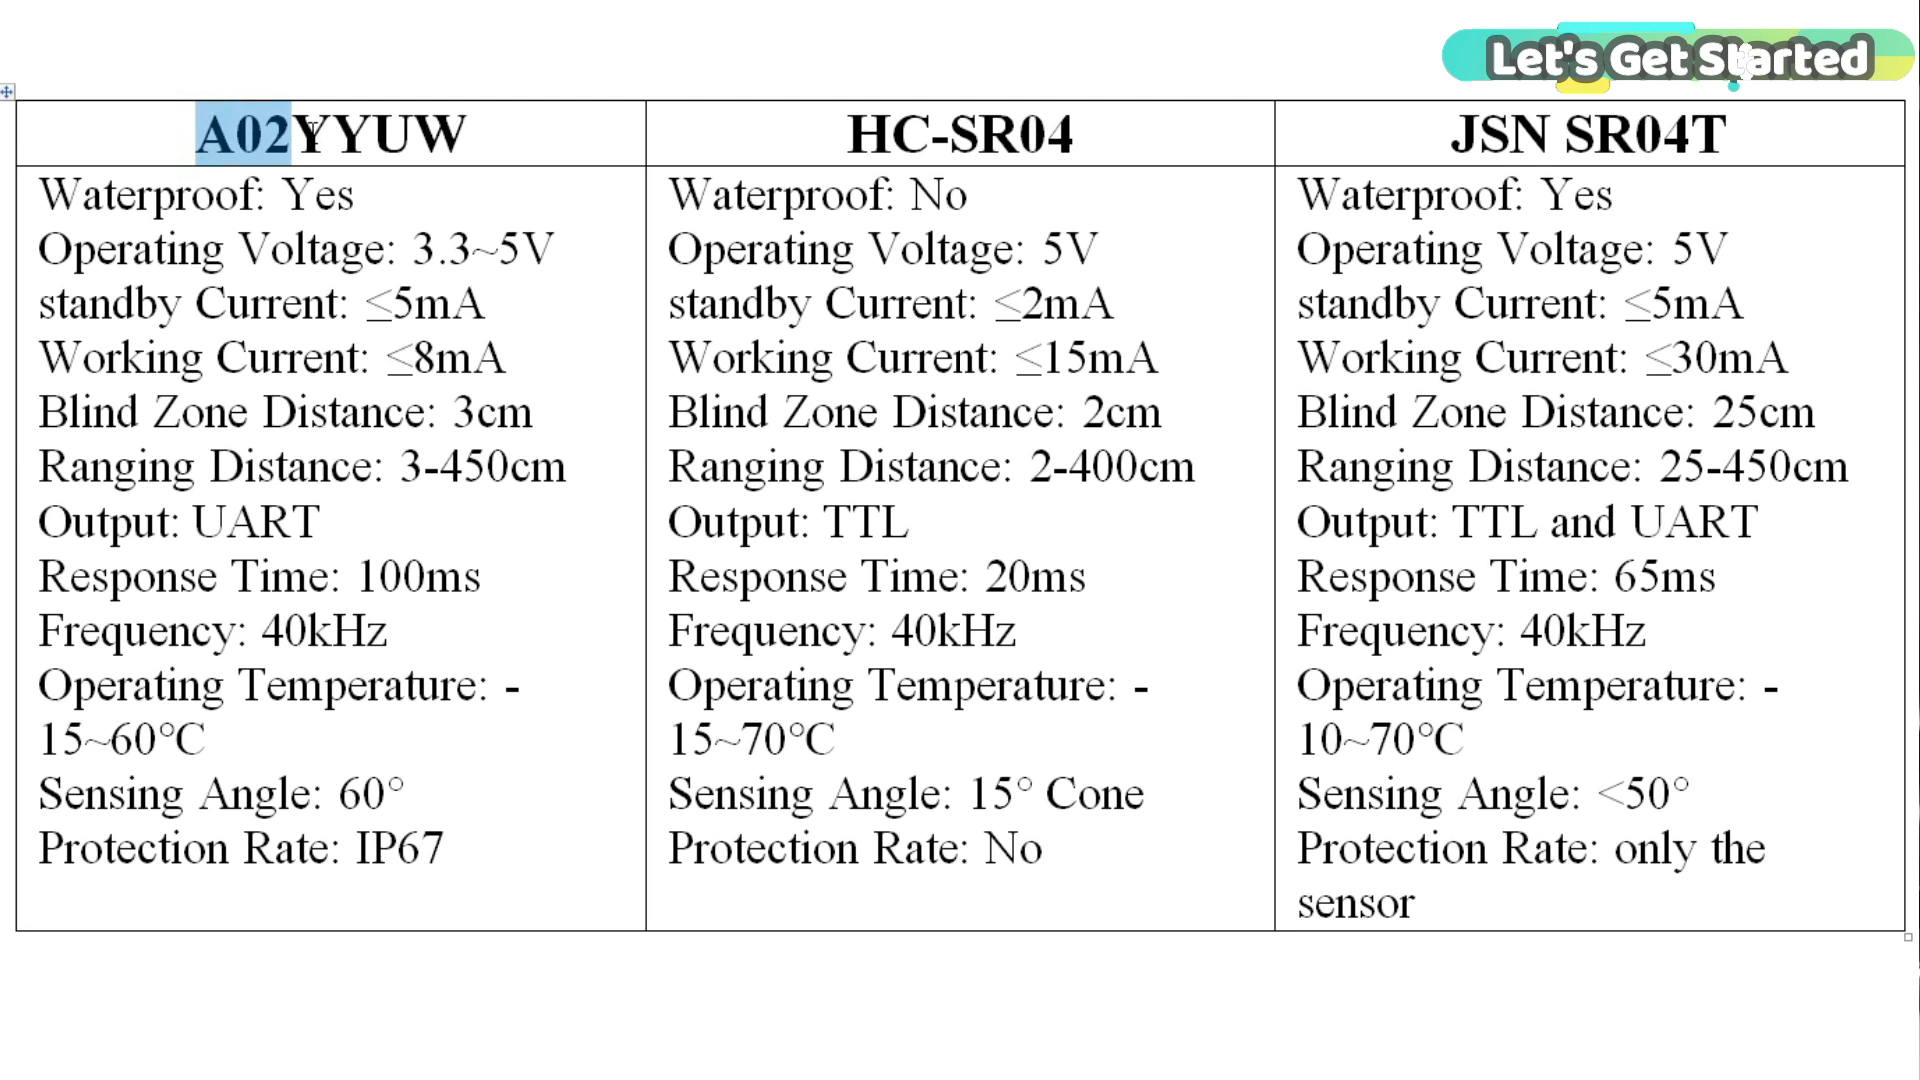 Let's Get Started
A02YYUW
Waterproof: Yes
Operating Voltage: 3.3~5V
standby Current: ≤5mA
Working Current: ≤8mA
Blind Zone Distance: 3cm
Ranging Distance: 3-450cm
Output: UART
Response Time: 100ms
Frequency: 40kHz
Operating Temperature: -
15~60°C
Sensing Angle: 60°
Protection Rate: IP67
HC-SR04
Waterproof: No
Operating Voltage: 5V
standby Current: ≤2mA
Working Current: ≤15mA
Blind Zone Distance: 2cm
Ranging Distance: 2-400cm
Output: TTL
Response Time: 20ms
Frequency: 40kHz
Operating Temperature: -
15~70°C
Sensing Angle: 15° Cone
Protection Rate: No
JSN SR04T
Waterproof: Yes
Operating Voltage: 5V
standby Current: ≤5mA
Working Current: ≤30mA
Blind Zone Distance: 25cm
Ranging Distance: 25-450cm
Output: TTL and UART
Response Time: 65ms
Frequency: 40kHz
Operating Temperature: -
10~70°C
Sensing Angle: <50°
Protection Rate: only the
sensor